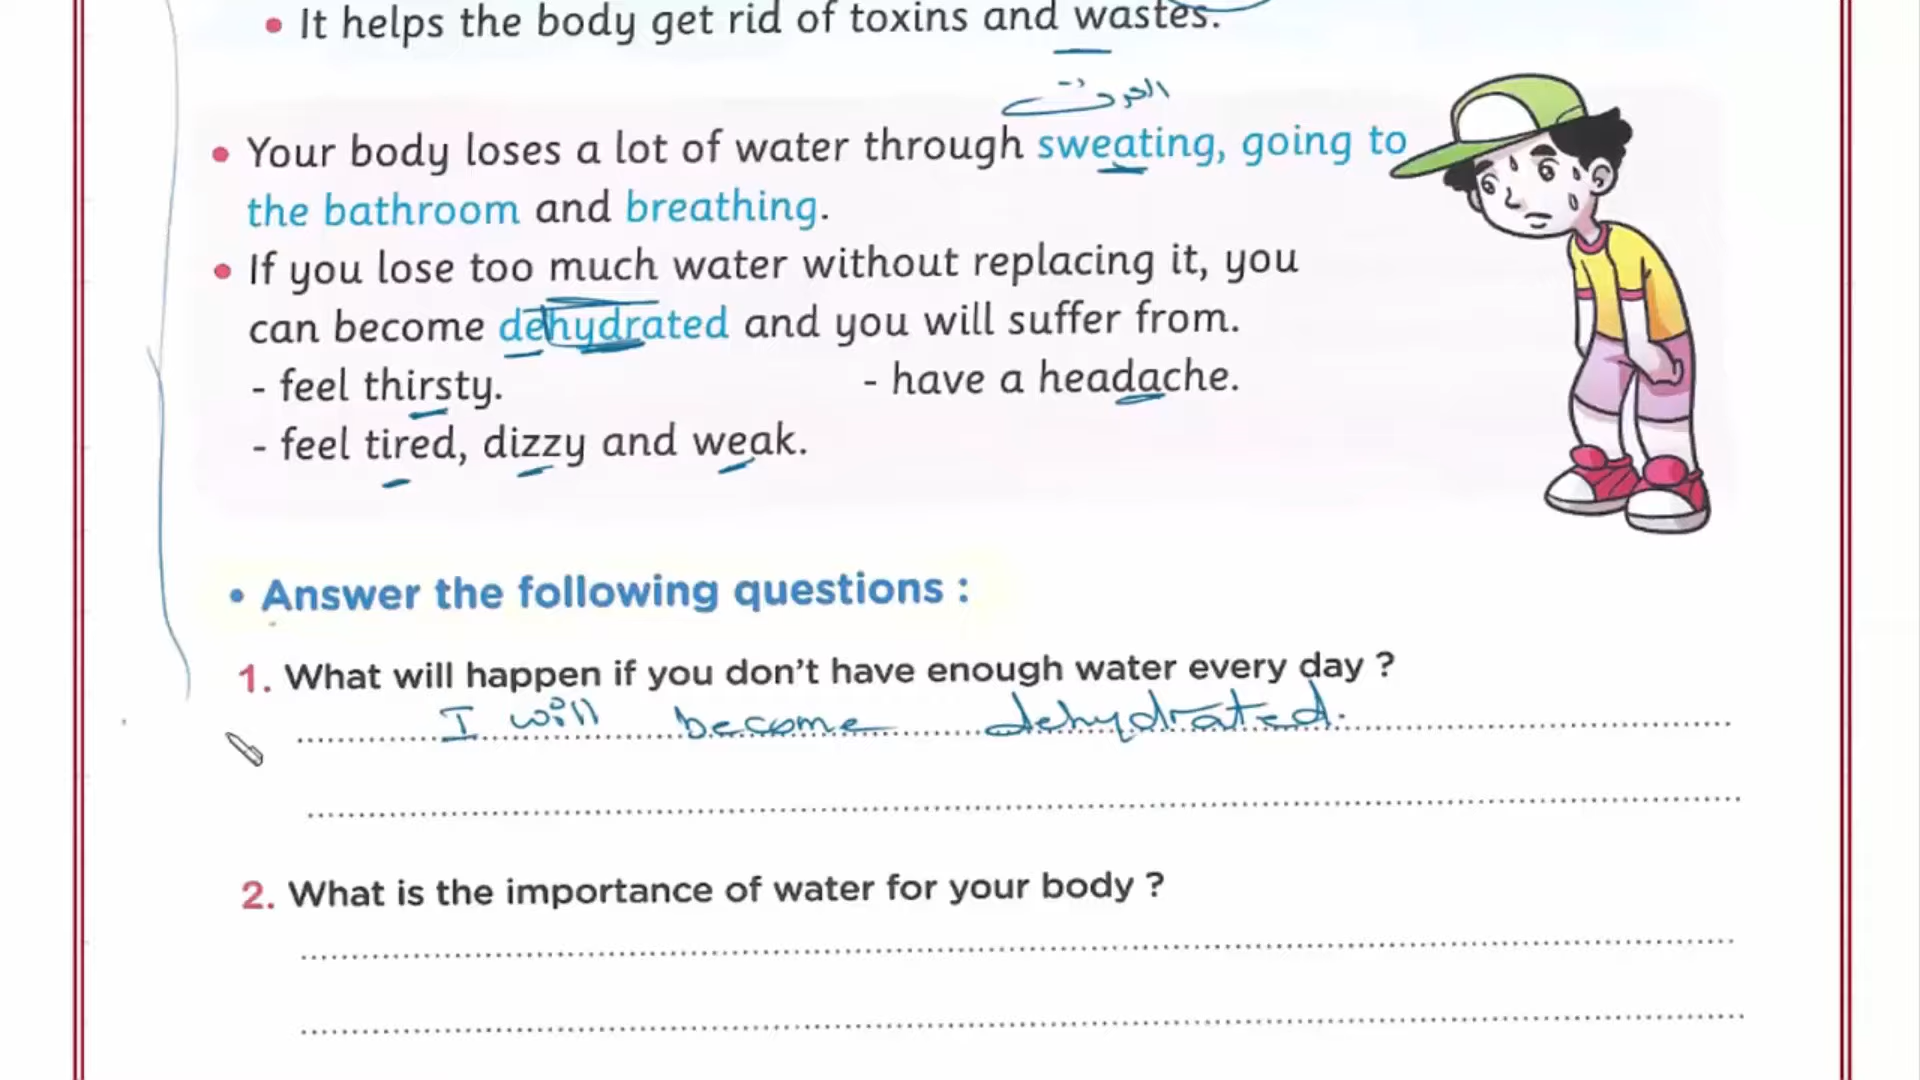 • It helps the body get rid of toxins and wastes.
العرق
• Your body loses a lot of water through sweating, going to
the bathroom and breathing.
• If you lose too much water without replacing it, you
can become dehydrated and you will suffer from.
- feel thirsty. - have a headache.
- feel tired, dizzy and weak.
• Answer the following questions :
1. What will happen if you don't have enough water every day ?
I will become dehydrated.
2. What is the importance of water for your body ?